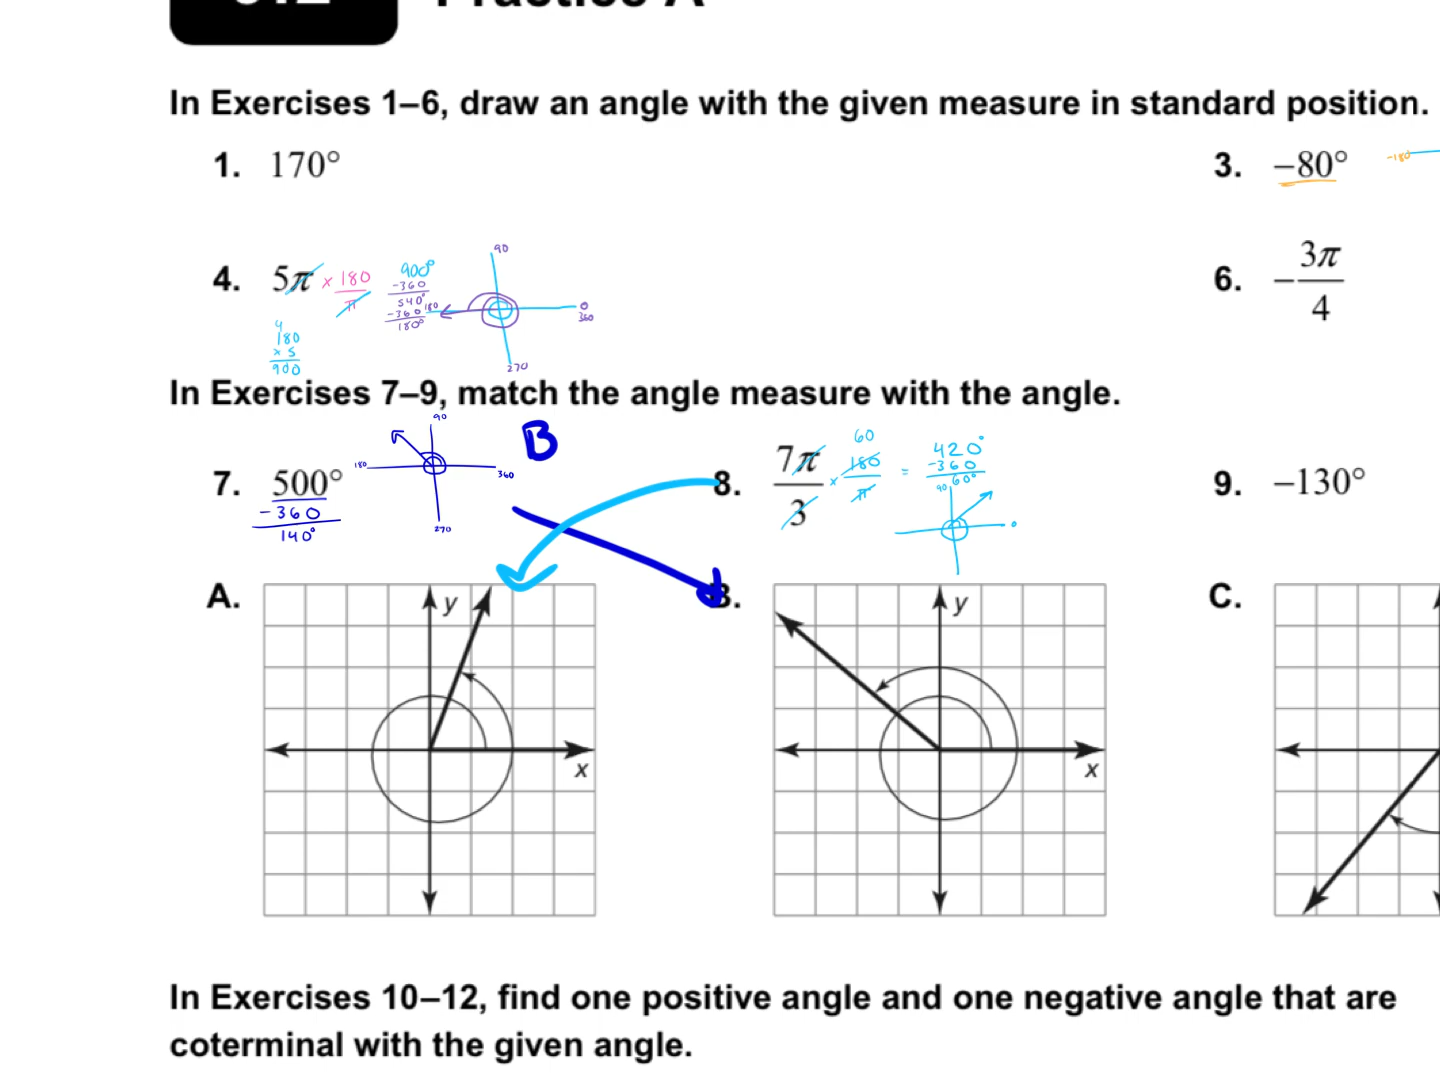 Practice A
In Exercises 1–6, draw an angle with the given measure in standard position.
1. 170°
3. −80°
-180
4. 5π × 180/π
900°
-360
540°
-360
180°
180
90
0
360
270
4
180
× 5
900
6. −3π/4
In Exercises 7–9, match the angle measure with the angle.
7. 500°
-360
140°
90
180
360
270
B
8. 7π/3 × 180/π = 420°
60
-360
60°
90
0
9. −130°
A. y
x
B. y
x
C.
In Exercises 10–12, find one positive angle and one negative angle that are
coterminal with the given angle.